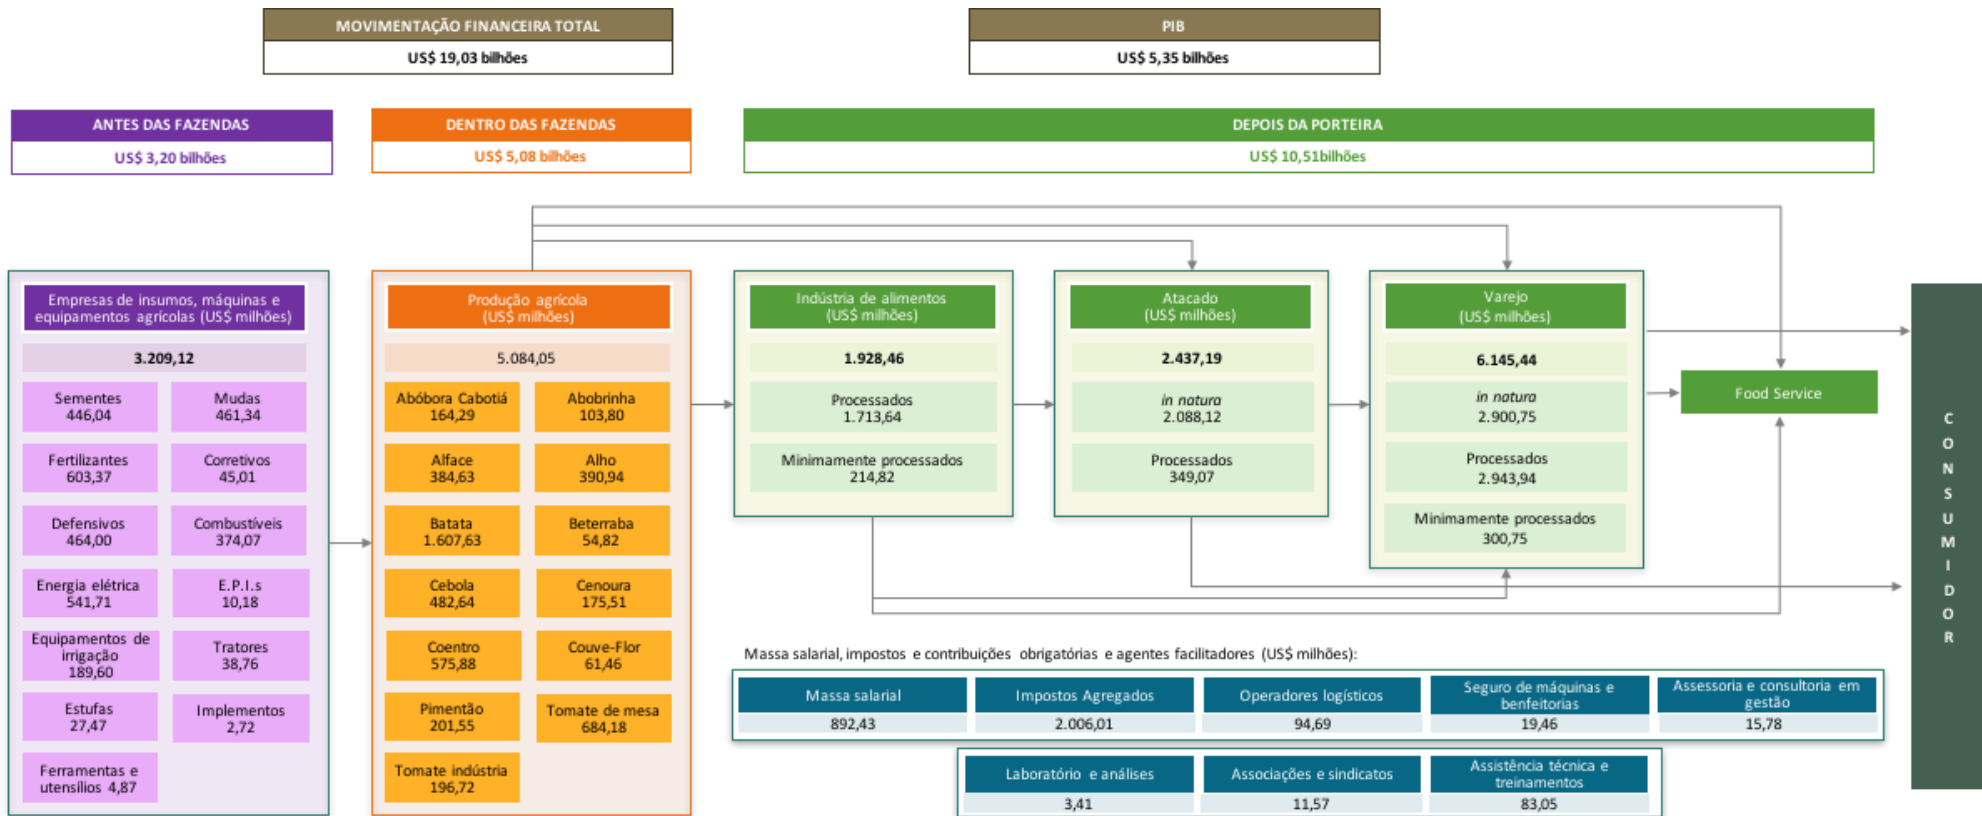 MOVIMENTAÇÃO FINANCEIRA TOTAL
US$ 19,03 bilhões
PIB
US$ 5,35 bilhões
ANTES DAS FAZENDAS
US$ 3,20 bilhões
DENTRO DAS FAZENDAS
US$ 5,08 bilhões
DEPOIS DA PORTEIRA
US$ 10,51bilhões
Empresas de insumos, máquinas e
equipamentos agrícolas (US$ milhões)
3.209,12
Sementes
446,04
Mudas
461,34
Fertilizantes
603,37
Corretivos
45,01
Defensivos
464,00
Combustíveis
374,07
Energia elétrica
541,71
E.P.I.s
10,18
Equipamentos de
irrigação
189,60
Tratores
38,76
Estufas
27,47
Implementos
2,72
Ferramentas e
utensílios 4,87
Produção agrícola
(US$ milhões)
5.084,05
Abóbora Cabotiá
164,29
Abobrinha
103,80
Alface
384,63
Alho
390,94
Batata
1.607,63
Beterraba
54,82
Cebola
482,64
Cenoura
175,51
Coentro
575,88
Couve-Flor
61,46
Pimentão
201,55
Tomate de mesa
684,18
Tomate indústria
196,72
Indústria de alimentos
(US$ milhões)
1.928,46
Processados
1.713,64
Minimamente processados
214,82
Atacado
(US$ milhões)
2.437,19
in natura
2.088,12
Processados
349,07
Varejo
(US$ milhões)
6.145,44
in natura
2.900,75
Processados
2.943,94
Minimamente processados
300,75
Food Service
CONSUMIDOR
Massa salarial, impostos e contribuições obrigatórias e agentes facilitadores (US$ milhões):
Massa salarial
892,43
Impostos Agregados
2.006,01
Operadores logísticos
94,69
Seguro de máquinas e
benfeitorias
19,46
Assessoria e consultoria em
gestão
15,78
Laboratório e análises
3,41
Associações e sindicatos
11,57
Assistência técnica e
treinamentos
83,05